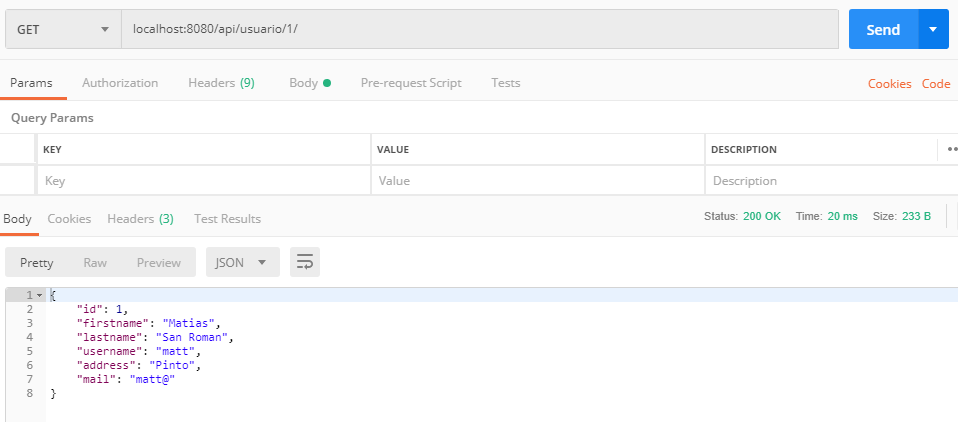 GET localhost:8080/api/usuario/1/ Send
Params Authorization Headers (9) Body Pre-request Script Tests Cookies Code
Query Params
KEY VALUE DESCRIPTION
Key Value Description
Body Cookies Headers (3) Test Results Status: 200 OK Time: 20 ms Size: 233 B
Pretty Raw Preview JSON
1 {
2 "id": 1,
3 "firstname": "Matias",
4 "lastname": "San Roman",
5 "username": "matt",
6 "address": "Pinto",
7 "mail": "matt@"
8 }